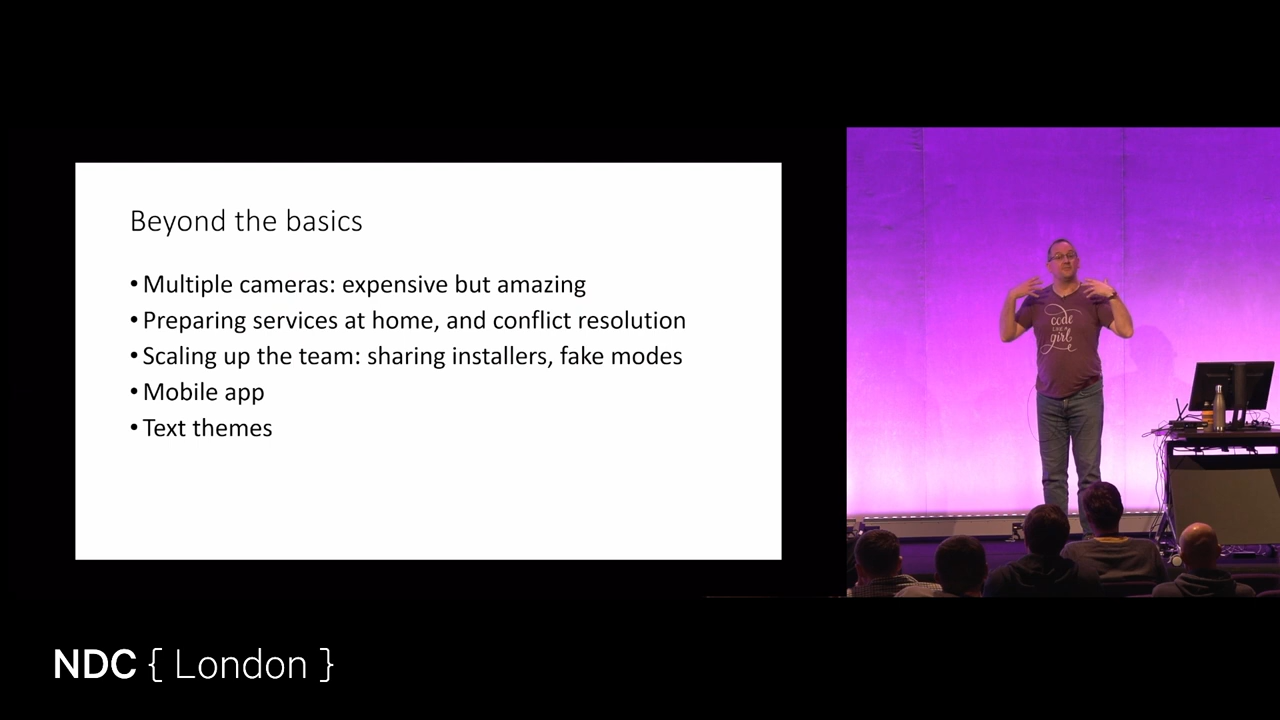 Beyond the basics
• Multiple cameras: expensive but amazing
• Preparing services at home, and conflict resolution
• Scaling up the team: sharing installers, fake modes
• Mobile app
• Text themes
code
LIKE A
girl
NDC { London }